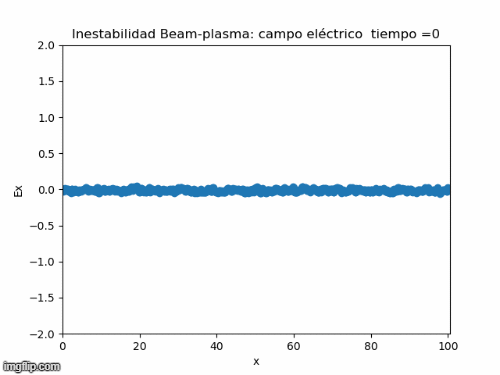 Inestabilidad Beam-plasma: campo eléctrico  tiempo =0
2.0
1.5
1.0
0.5
0.0
−0.5
−1.0
−1.5
−2.0
Ex
0 20 40 60 80 100
x
imgflip.com